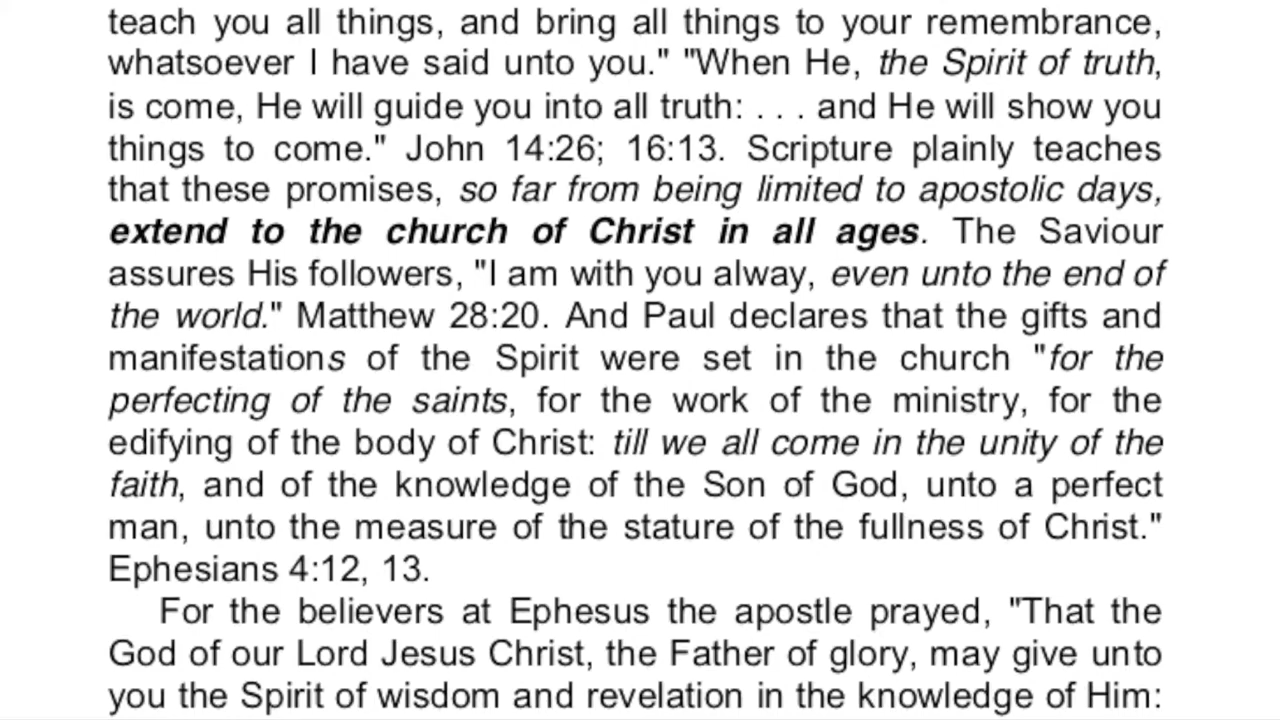 teach you all things, and bring all things to your remembrance,
whatsoever I have said unto you." "When He, the Spirit of truth,
is come, He will guide you into all truth: . . . and He will show you
things to come." John 14:26; 16:13. Scripture plainly teaches
that these promises, so far from being limited to apostolic days,
extend to the church of Christ in all ages. The Saviour
assures His followers, "I am with you alway, even unto the end of
the world." Matthew 28:20. And Paul declares that the gifts and
manifestations of the Spirit were set in the church "for the
perfecting of the saints, for the work of the ministry, for the
edifying of the body of Christ: till we all come in the unity of the
faith, and of the knowledge of the Son of God, unto a perfect
man, unto the measure of the stature of the fullness of Christ."
Ephesians 4:12, 13.
For the believers at Ephesus the apostle prayed, "That the
God of our Lord Jesus Christ, the Father of glory, may give unto
you the Spirit of wisdom and revelation in the knowledge of Him: